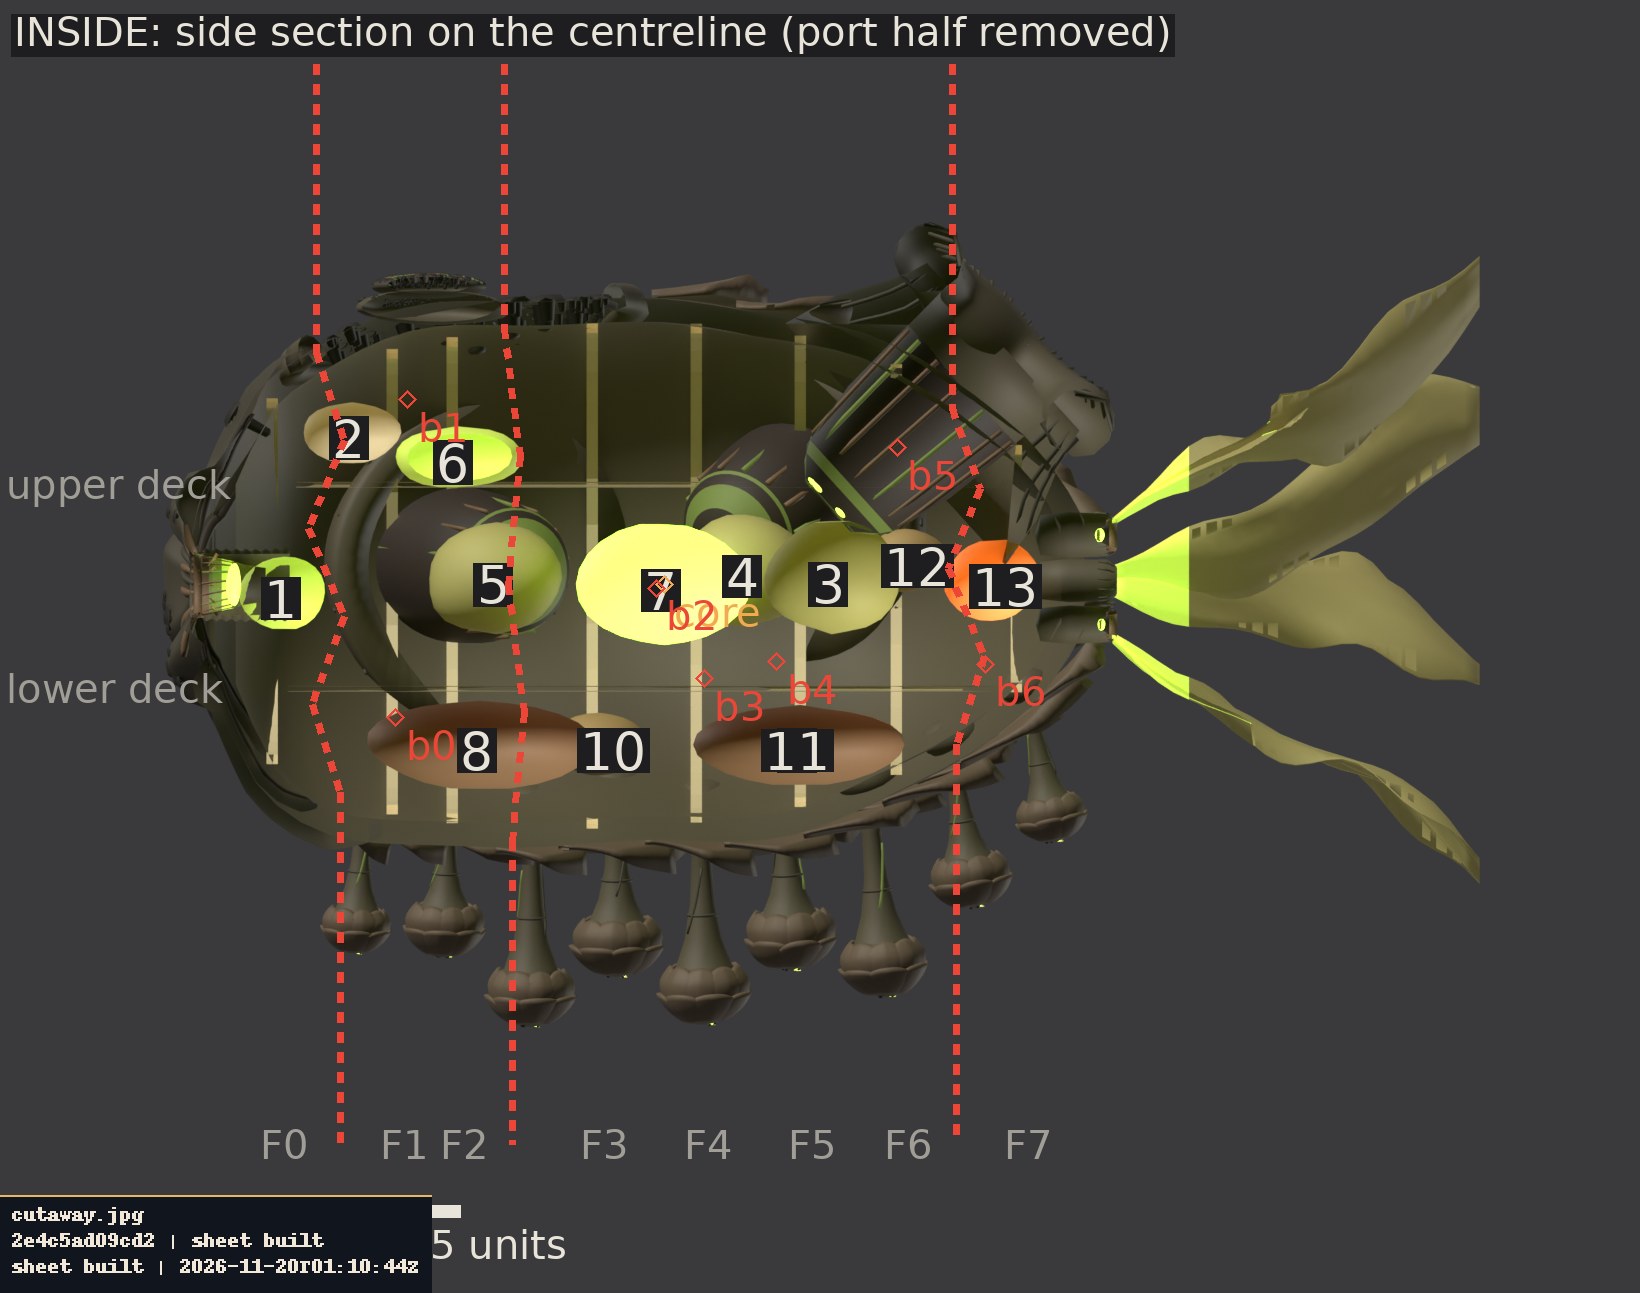 INSIDE: side section on the centreline (port half removed)
b1
2
6
upper deck
b5
12
4
5
3
7
13
1
core
b2
lower deck
b4
b6
b3
b0
8
10
11
F0 F1 F2 F3 F4 F5 F6 F7
5 units
cutaway.jpg
2e4c5ad09cd2 | sheet built
sheet built | 2026-11-20T01:10:44Z